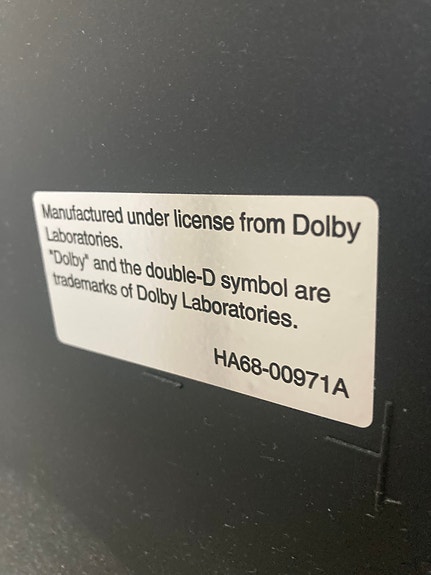 Manufactured under license from Dolby
Laboratories.
"Dolby" and the double-D symbol are
trademarks of Dolby Laboratories.
HA68-00971A